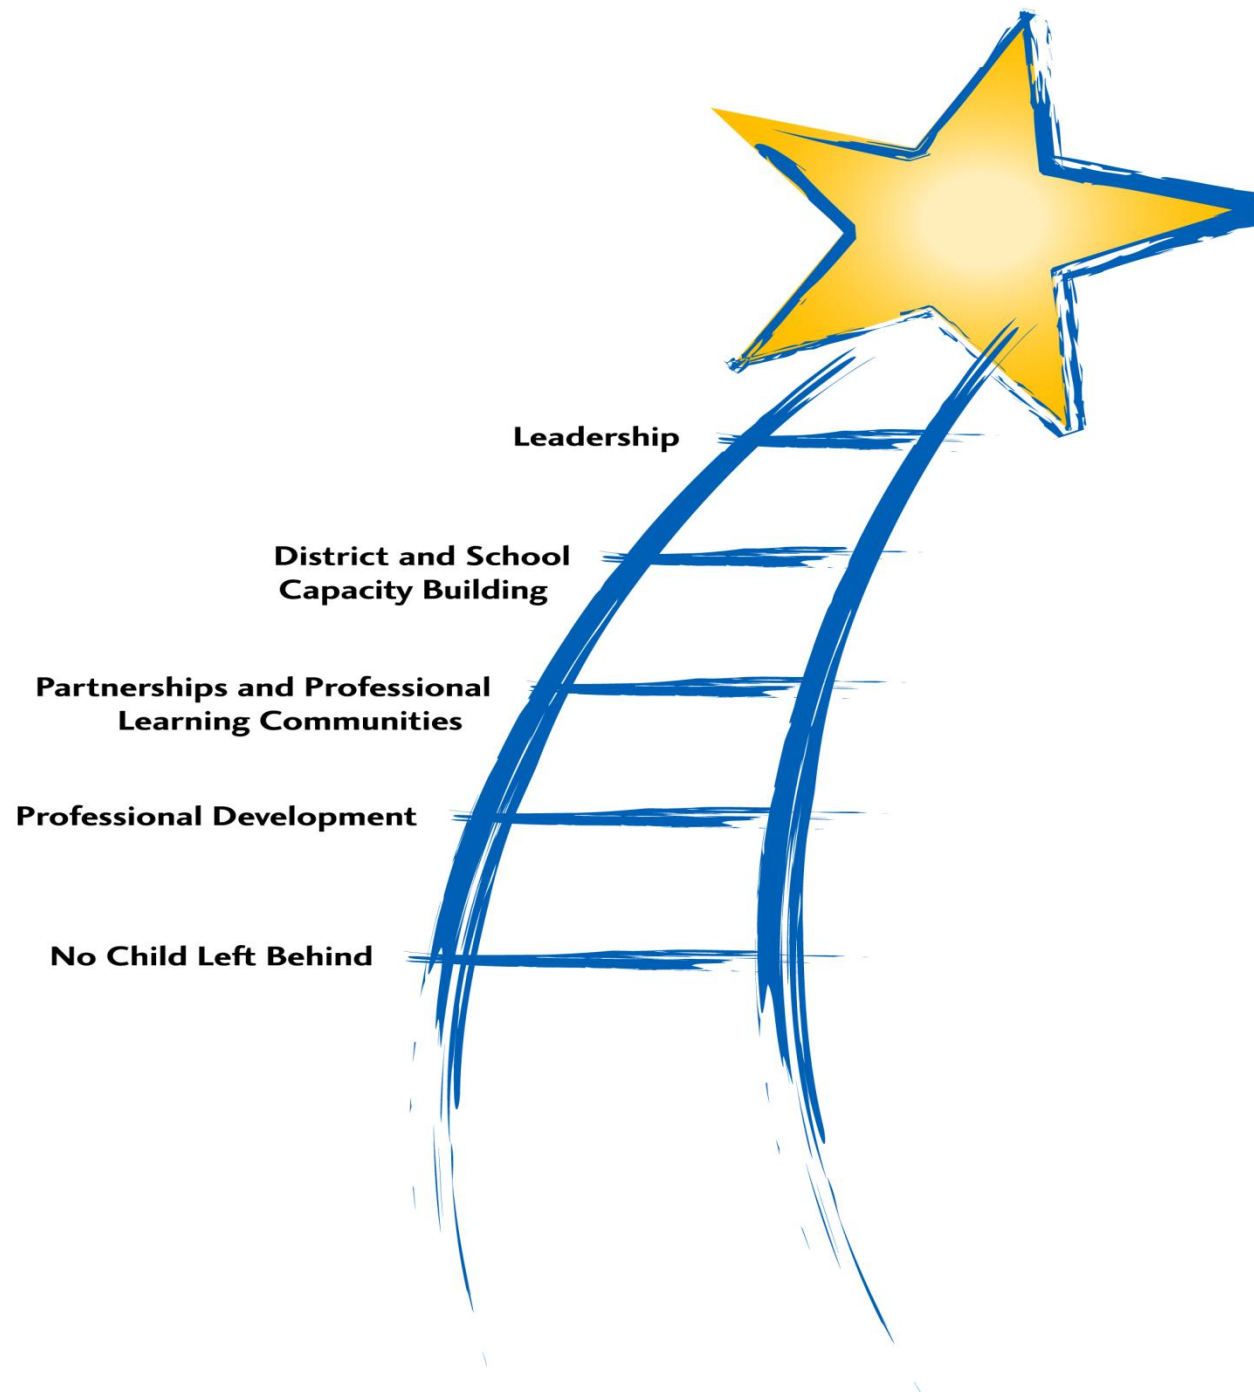 Leadership
District and School
Capacity Building
Partnerships and Professional
Learning Communities
Professional Development
No Child Left Behind